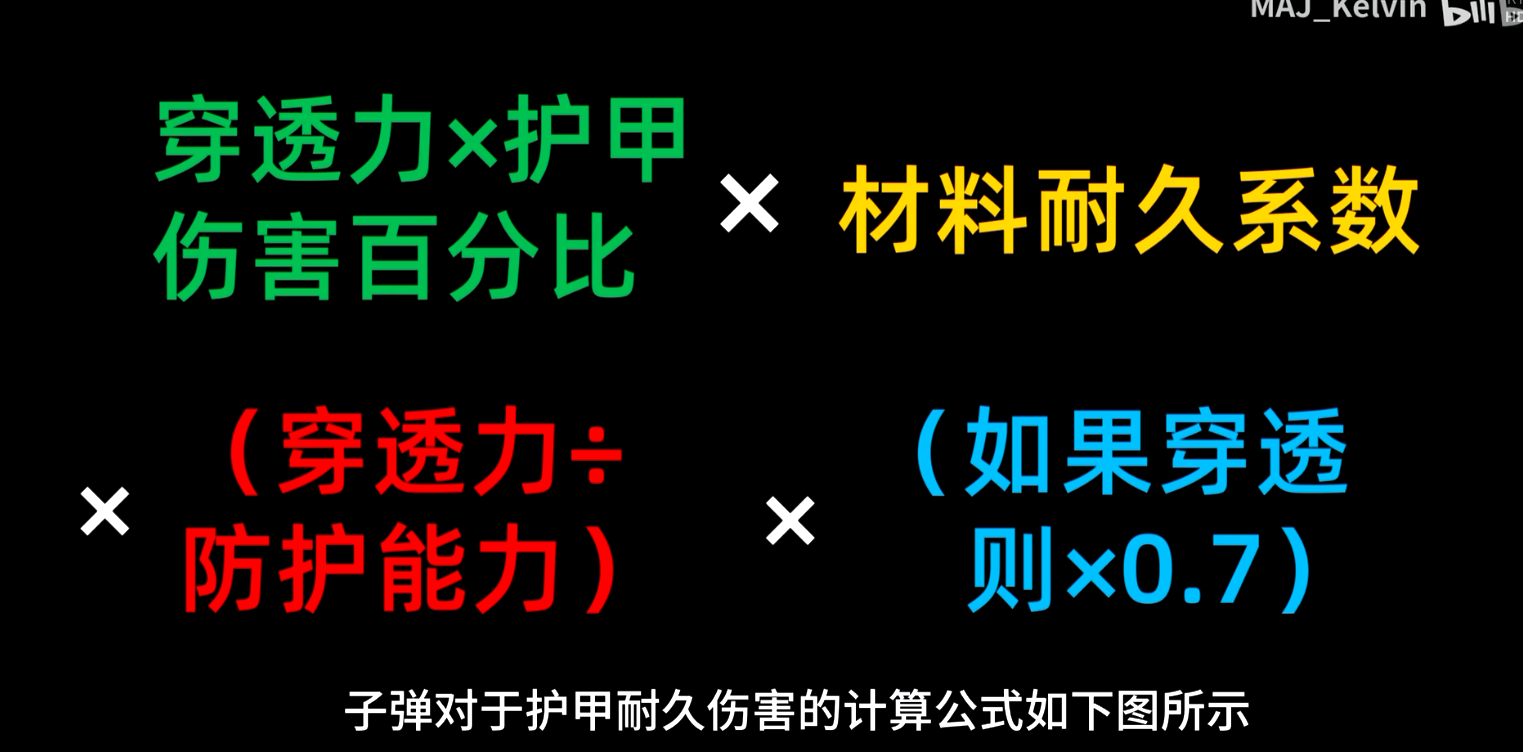 MAJ_Kelvin bilibili
穿透力×护甲
伤害百分比
×
材料耐久系数
×
（穿透力÷
防护能力）
×
（如果穿透
则×0.7）
子弹对于护甲耐久伤害的计算公式如下图所示